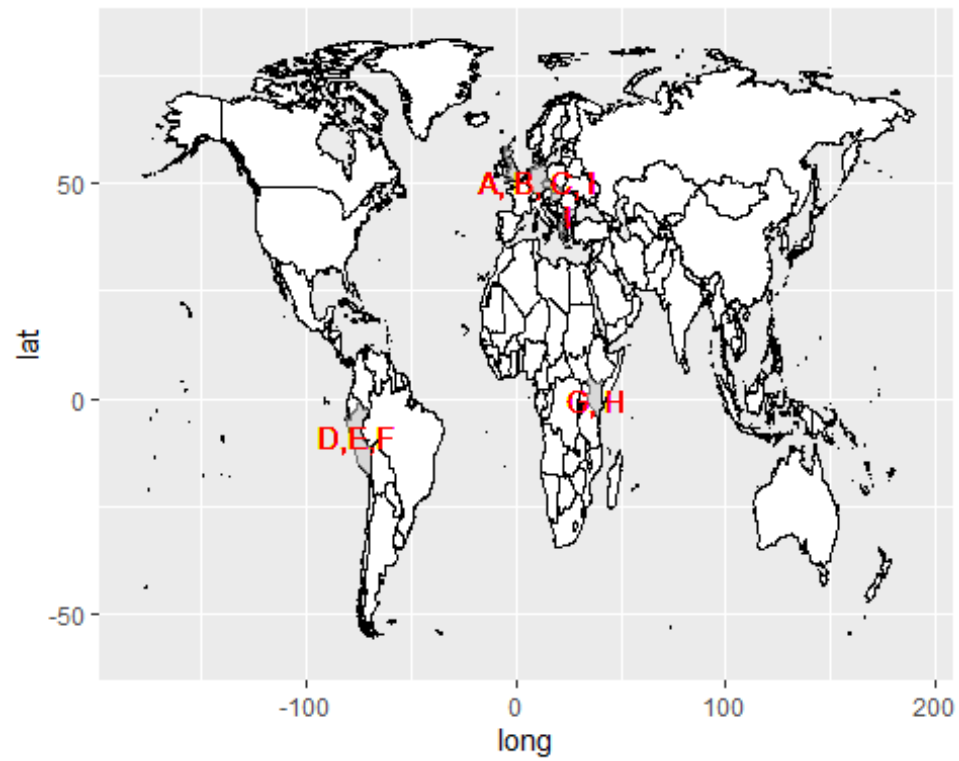 lat
50
0
-50
A, B, C, I
I
G, H
D,E,F
-100
0
100
200
long